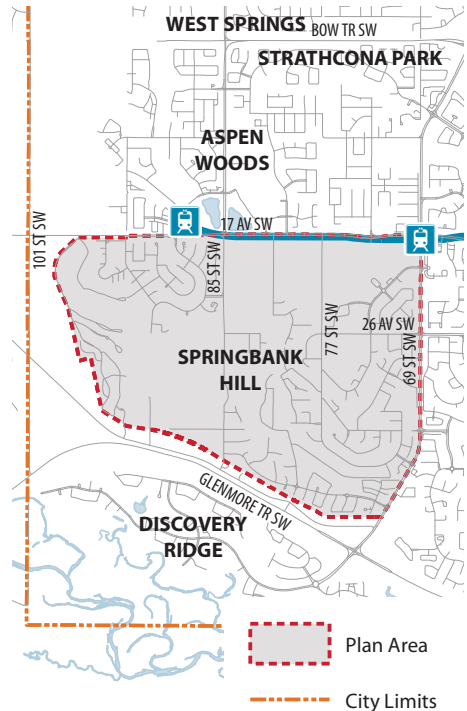 WEST SPRINGS
BOW TR SW
STRATHCONA PARK
ASPEN
WOODS
17 AV SW
101 ST SW
85 ST SW
77 ST SW
26 AV SW
69 ST SW
SPRINGBANK
HILL
GLENMORE TR SW
DISCOVERY
RIDGE
Plan Area
City Limits